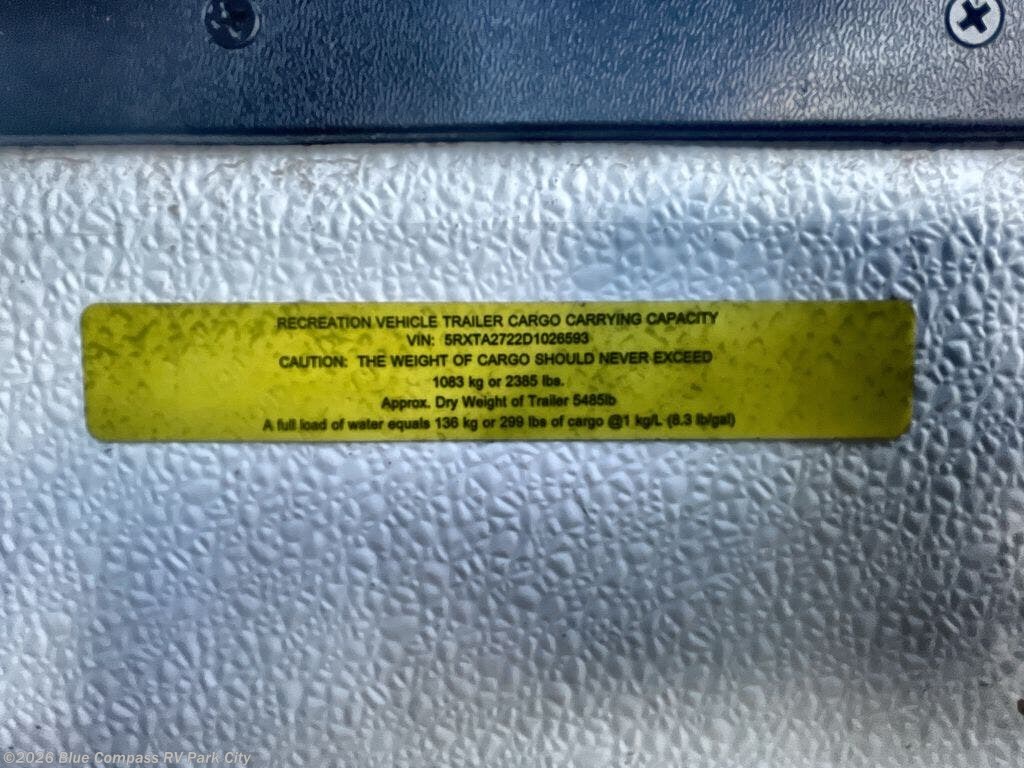 RECREATION VEHICLE TRAILER CARGO CARRYING CAPACITY
VIN: 5RXTA2722D1026593
CAUTION: THE WEIGHT OF CARGO SHOULD NEVER EXCEED
1083 kg or 2385 lbs.
Approx. Dry Weight of Trailer 5485lb
A full load of water equals 136 kg or 299 lbs of cargo @1 kg/L (8.3 lb/gal)
©2026 Blue Compass RV Park City